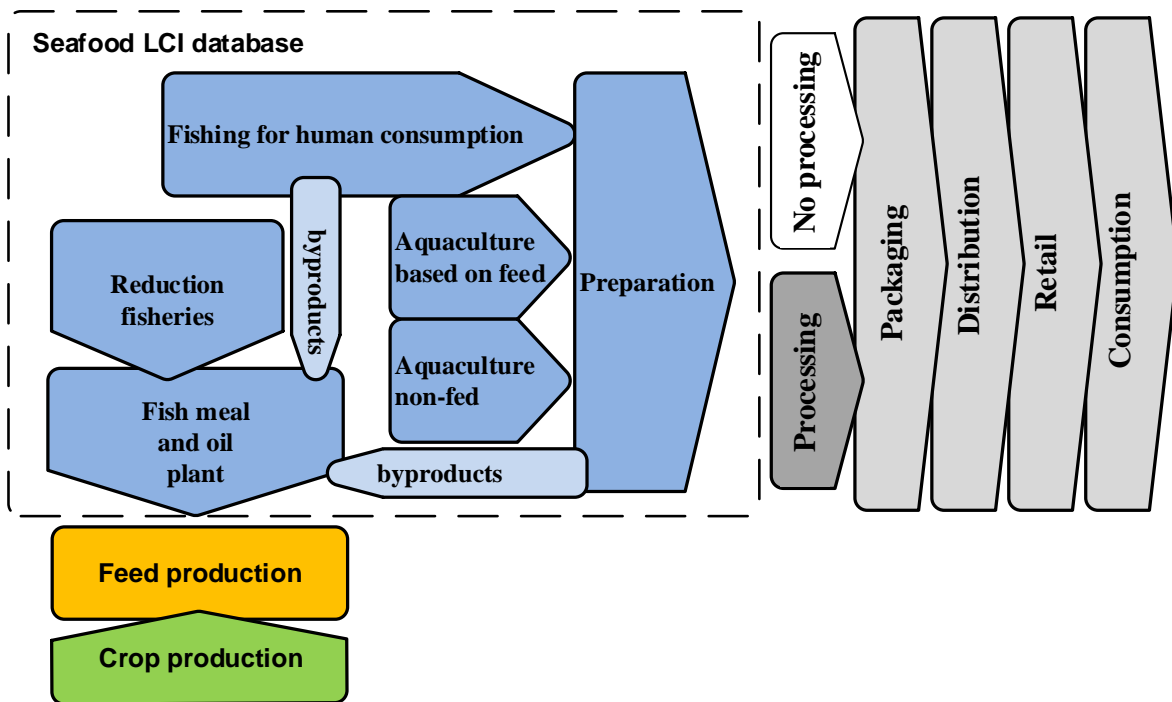 Seafood LCI database
Fishing for human consumption
byproducts
Reduction
fisheries
Aquaculture
based on feed
Aquaculture
non-fed
Preparation
Fish meal
and oil
plant
byproducts
Feed production
Crop production
No processing
Processing
Packaging
Distribution
Retail
Consumption